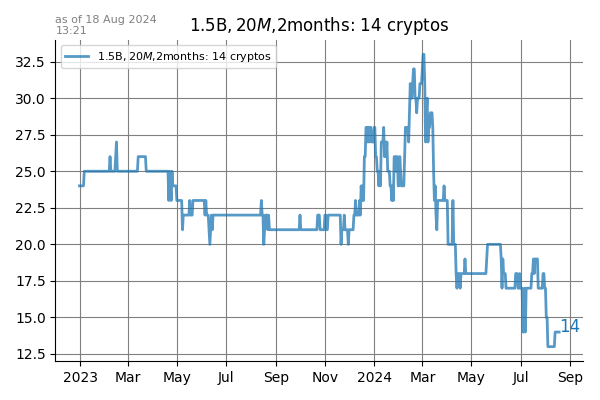 as of 18 Aug 2024
13:21
1.5B, 20M,2months: 14 cryptos
1.5B, 20M,2months: 14 cryptos
32.5
30.0
27.5
25.0
22.5
20.0
17.5
15.0
12.5
14
2023 Mar May Jul Sep Nov 2024 Mar May Jul Sep